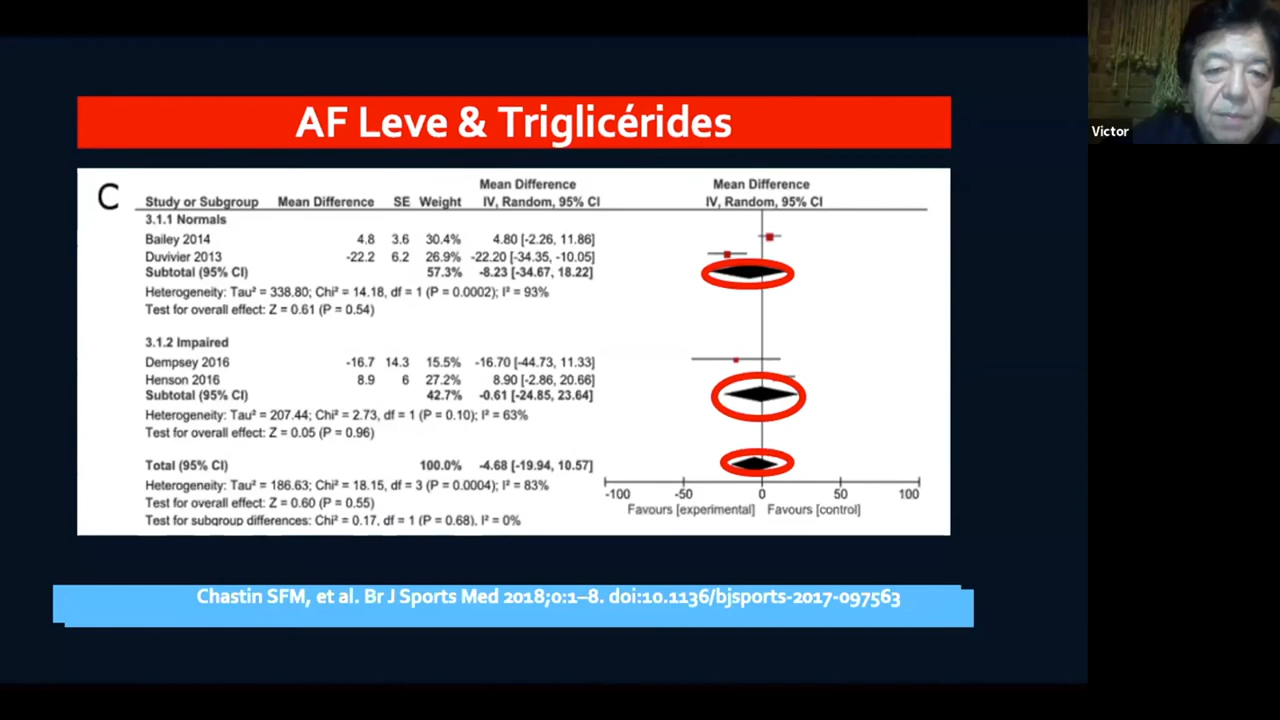 AF Leve & Triglicérides
Victor
C
Mean Difference Mean Difference
Study or Subgroup Mean Difference SE Weight IV, Random, 95% CI IV, Random, 95% CI
3.1.1 Normals
Bailey 2014 4.8 3.6 30.4% 4.80 [-2.26, 11.86]
Duvivier 2013 -22.2 6.2 26.9% -22.20 [-34.35, -10.05]
Subtotal (95% CI) 57.3% -8.23 [-34.67, 18.22]
Heterogeneity: Tau² = 338.80; Chi² = 14.18, df = 1 (P = 0.0002); I² = 93%
Test for overall effect: Z = 0.61 (P = 0.54)
3.1.2 Impaired
Dempsey 2016 -16.7 14.3 15.5% -16.70 [-44.73, 11.33]
Henson 2016 8.9 6 27.2% 8.90 [-2.86, 20.66]
Subtotal (95% CI) 42.7% -0.61 [-24.85, 23.64]
Heterogeneity: Tau² = 207.44; Chi² = 2.73, df = 1 (P = 0.10); I² = 63%
Test for overall effect: Z = 0.05 (P = 0.96)
Total (95% CI) 100.0% -4.68 [-19.94, 10.57]
Heterogeneity: Tau² = 186.63; Chi² = 18.15, df = 3 (P = 0.0004); I² = 83%
Test for overall effect: Z = 0.60 (P = 0.55)
Test for subgroup differences: Chi² = 0.17, df = 1 (P = 0.68), I² = 0%
-100 -50 0 50 100
Favours [experimental] Favours [control]
Chastin SFM, et al. Br J Sports Med 2018;0:1–8. doi:10.1136/bjsports-2017-097563